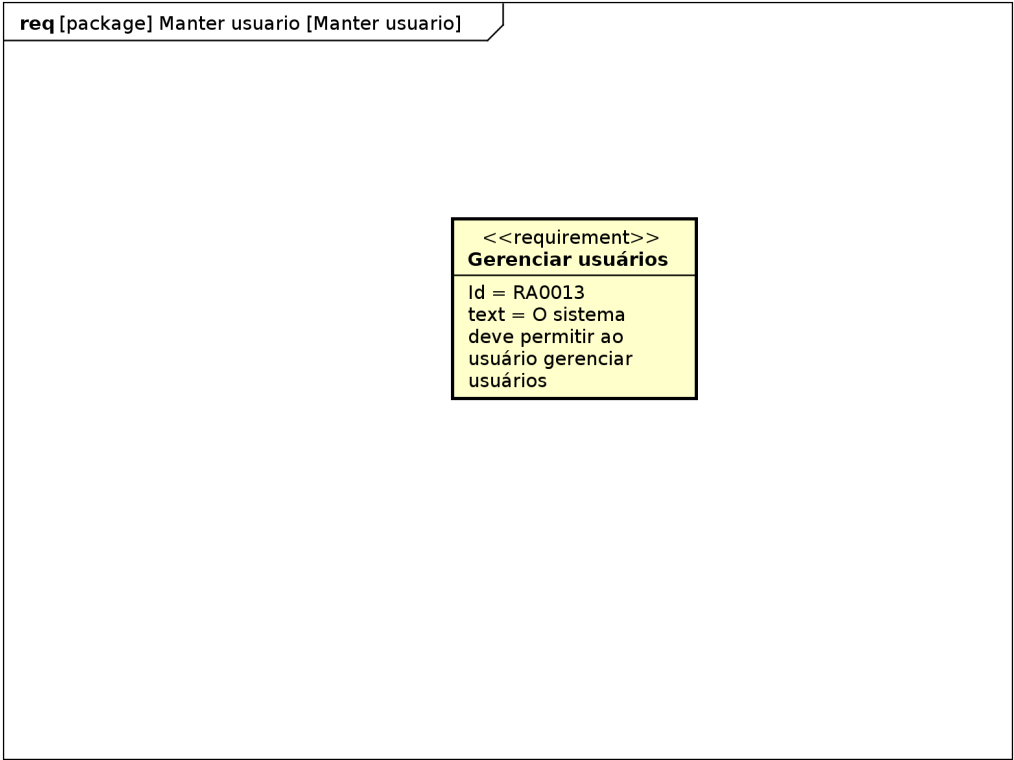 req [package] Manter usuario [Manter usuario]
<<requirement>>
Gerenciar usuários
Id = RA0013
text = O sistema
deve permitir ao
usuário gerenciar
usuários